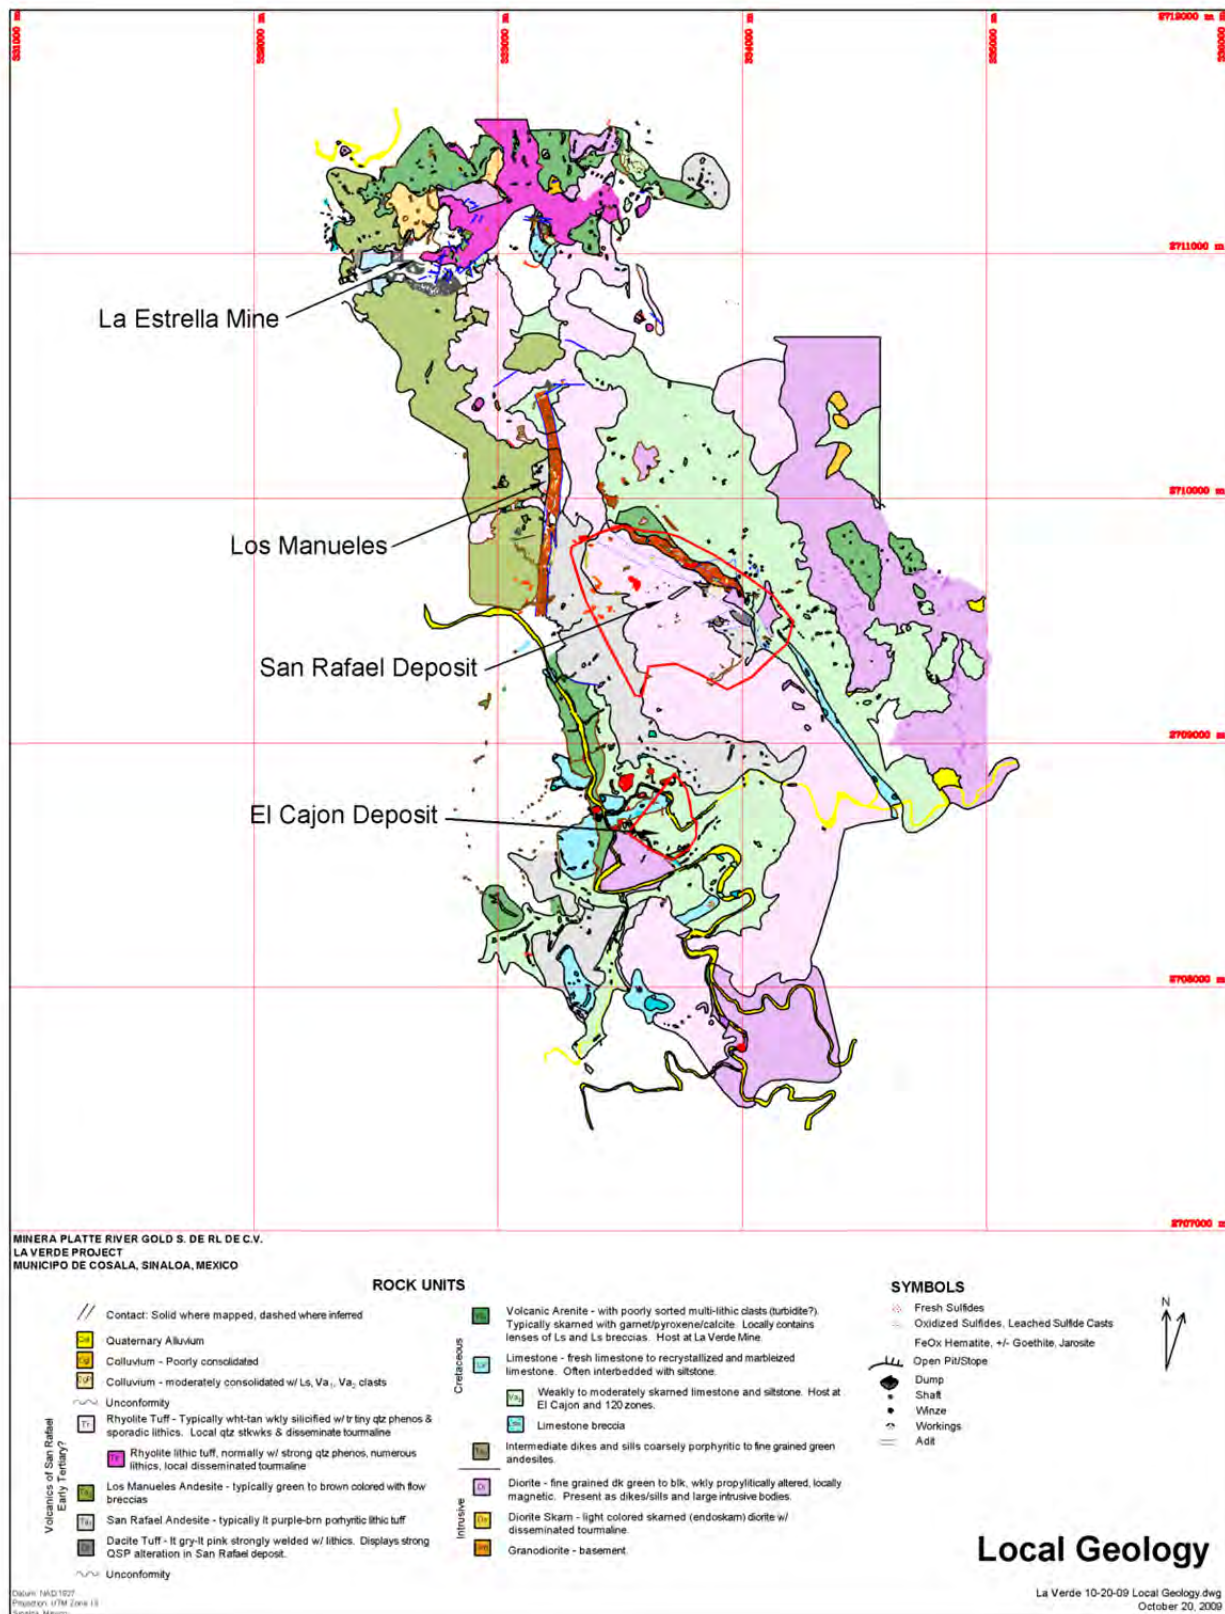 331000 m
332000 m
333000 m
334000 m
335000 m
2711000 m
La Estrella Mine
2710000 m
Los Manueles
San Rafael Deposit
2709000 m
El Cajon Deposit
2708000 m
2707000 m
MINERA PLATTE RIVER GOLD S. DE RL DE C.V.
LA VERDE PROJECT
MUNICIPO DE COSALA, SINALOA, MEXICO
ROCK UNITS
Contact: Solid where mapped, dashed where inferred
Quaternary Alluvium
Colluvium - Poorly consolidated
Colluvium - moderately consolidated w/ Ls, Va₁, Va₂ clasts
Unconformity
Volcanics of San Rafael
Early Tertiary?
Tr
Rhyolite Tuff - Typically wht-tan wkly silicified w/ tr tiny qtz phenos &
sporadic lithics. Local qtz stkwks & disseminate tourmaline
Rhyolite lithic tuff, normally w/ strong qtz phenos, numerous
lithics, local disseminated tourmaline
Los Manueles Andesite - typically green to brown colored with flow
breccias
San Rafael Andesite - typically lt purple-brn porhyritic lithic tuff
Dacite Tuff - lt gry-lt pink strongly welded w/ lithics. Displays strong
QSP alteration in San Rafael deposit.
Unconformity
Cretaceous
Volcanic Arenite - with poorly sorted multi-lithic clasts (turbidite?).
Typically skarned with garnet/pyroxene/calcite. Locally contains
lenses of Ls and Ls breccias. Host at La Verde Mine.
Limestone - fresh limestone to recrystallized and marbleized
limestone. Often interbedded with siltstone.
Weakly to moderately skarned limestone and siltstone. Host at
El Cajon and 120 zones.
Limestone breccia
Intermediate dikes and sills coarsely porphyritic to fine grained green
andesites.
Intrusive
Di
Diorite - fine grained dk green to blk, wkly propylitically altered, locally
magnetic. Present as dikes/sills and large intrusive bodies.
Diorite Skarn - light colored skarned (endoskarn) diorite w/
disseminated tourmaline.
Granodiorite - basement.
SYMBOLS
Fresh Sulfides
Oxidized Sulfides, Leached Sulfide Casts
FeOx Hematite, +/- Goethite, Jarosite
Open Pit/Stope
Dump
Shaft
Winze
Workings
Adit
N
Local Geology
La Verde 10-20-09 Local Geology.dwg
October 20, 2009
Datum: NAD 1927